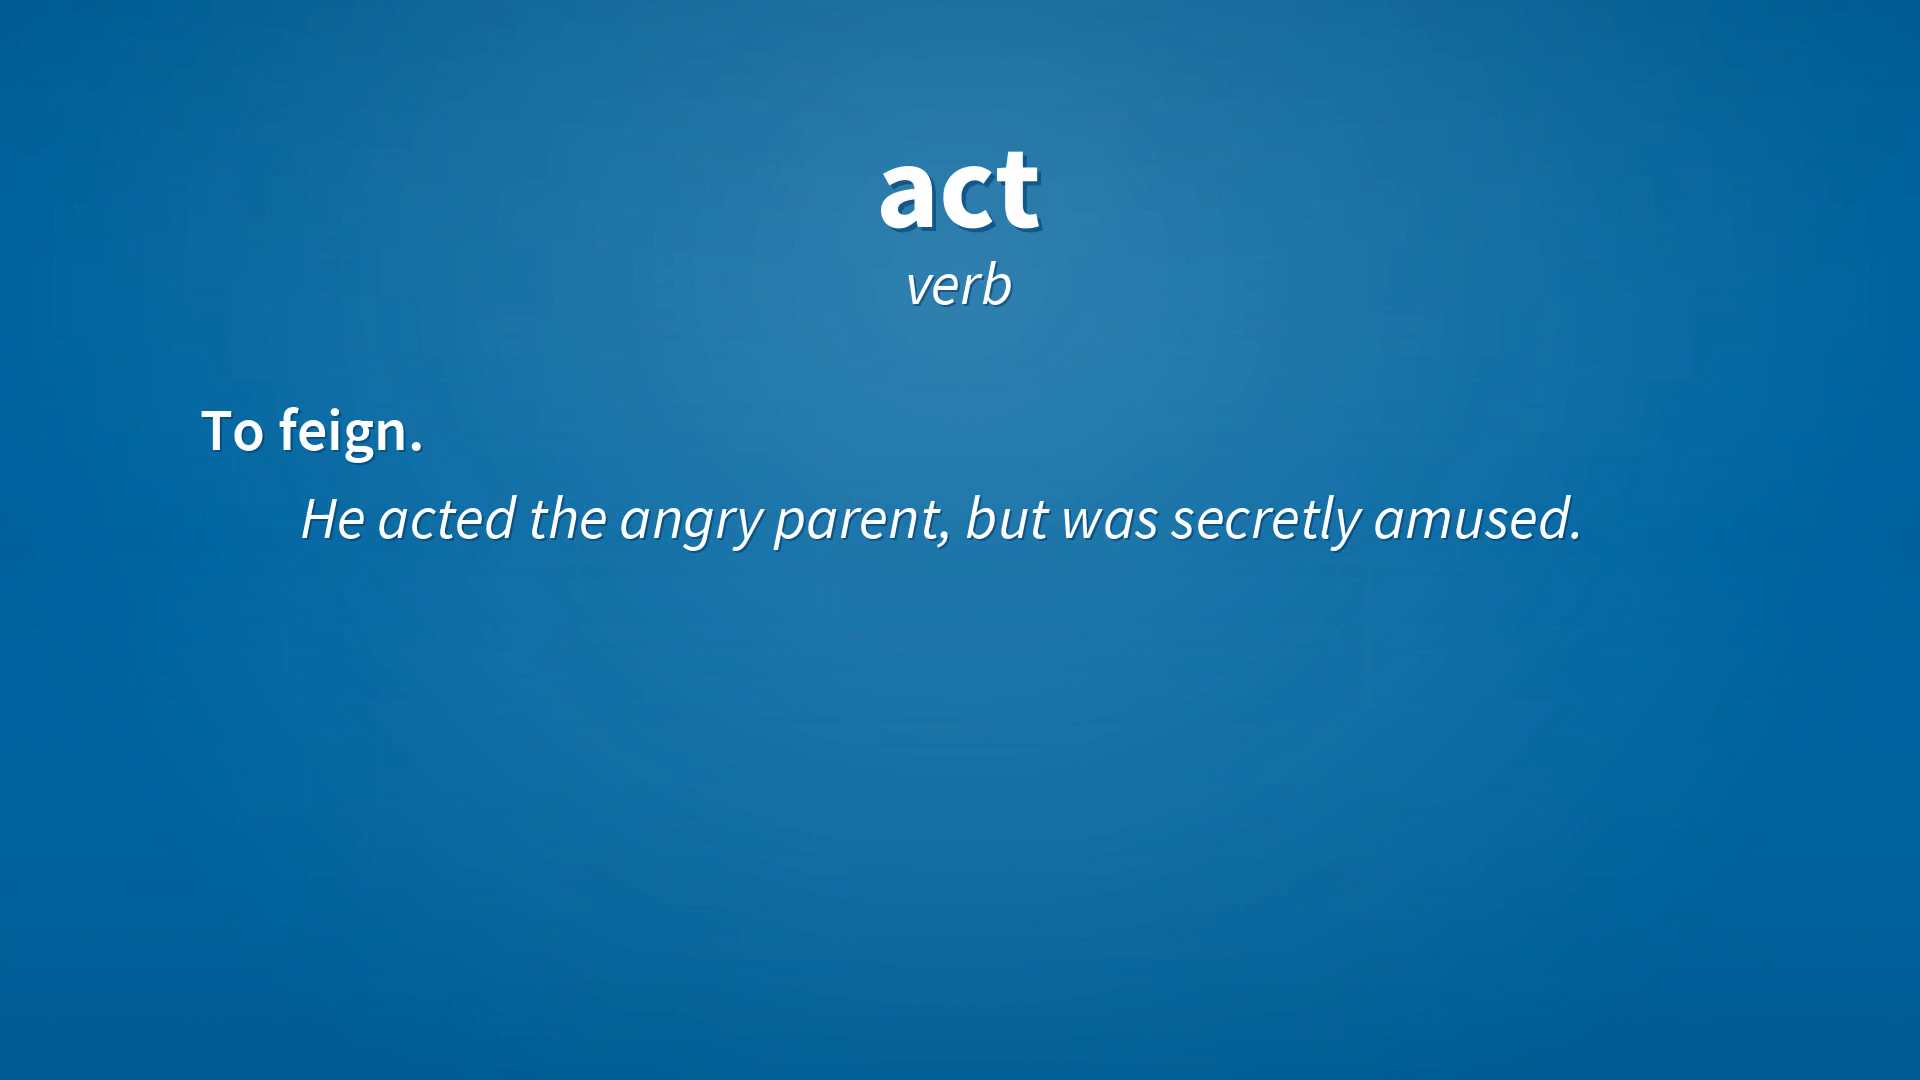 act
verb
To feign.
He acted the angry parent, but was secretly amused.